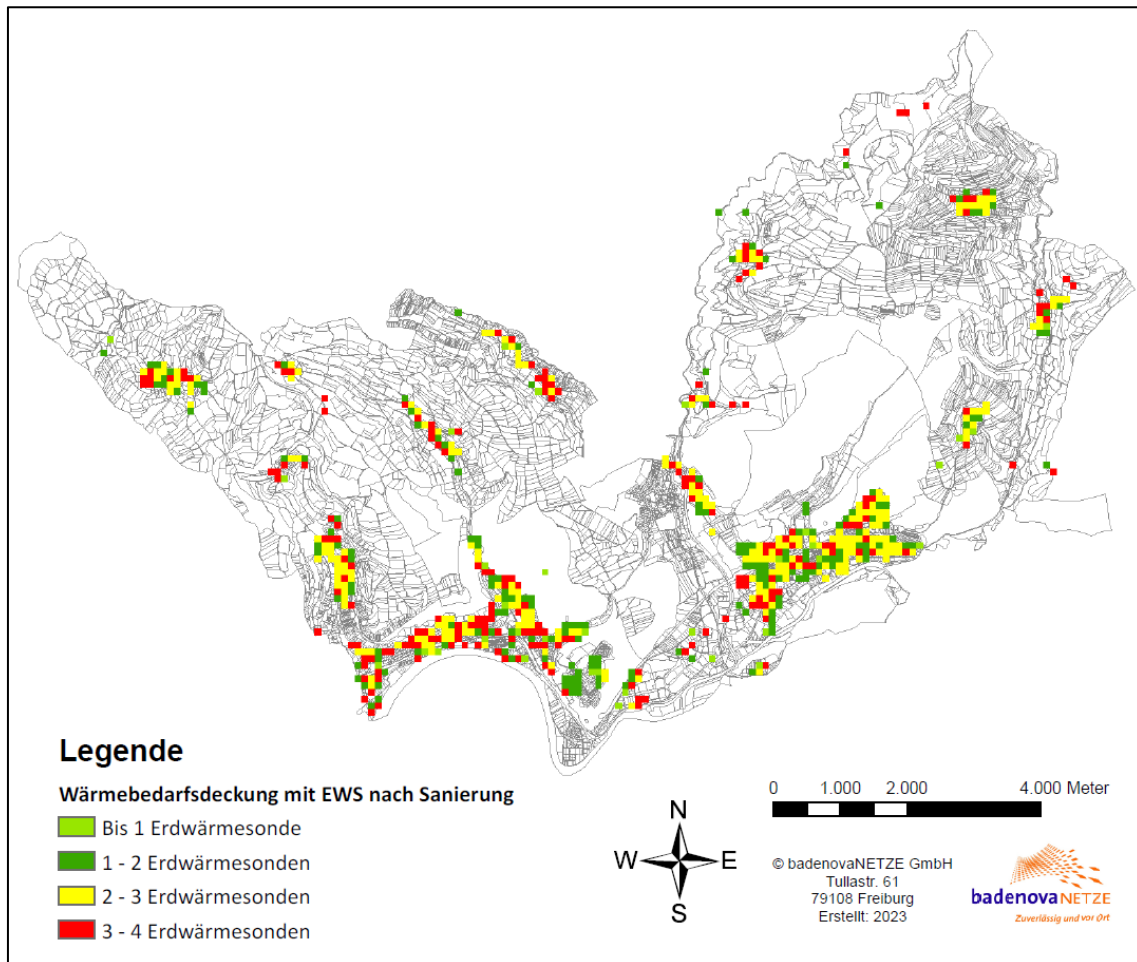 Legende
Wärmebedarfsdeckung mit EWS nach Sanierung
Bis 1 Erdwärmesonde
1 - 2 Erdwärmesonden
2 - 3 Erdwärmesonden
3 - 4 Erdwärmesonden
N
W E
S
0 1.000 2.000 4.000 Meter
© badenovaNETZE GmbH
Tullastr. 61
79108 Freiburg
Erstellt: 2023
badenovaNETZE
Zuverlässig und vor Ort